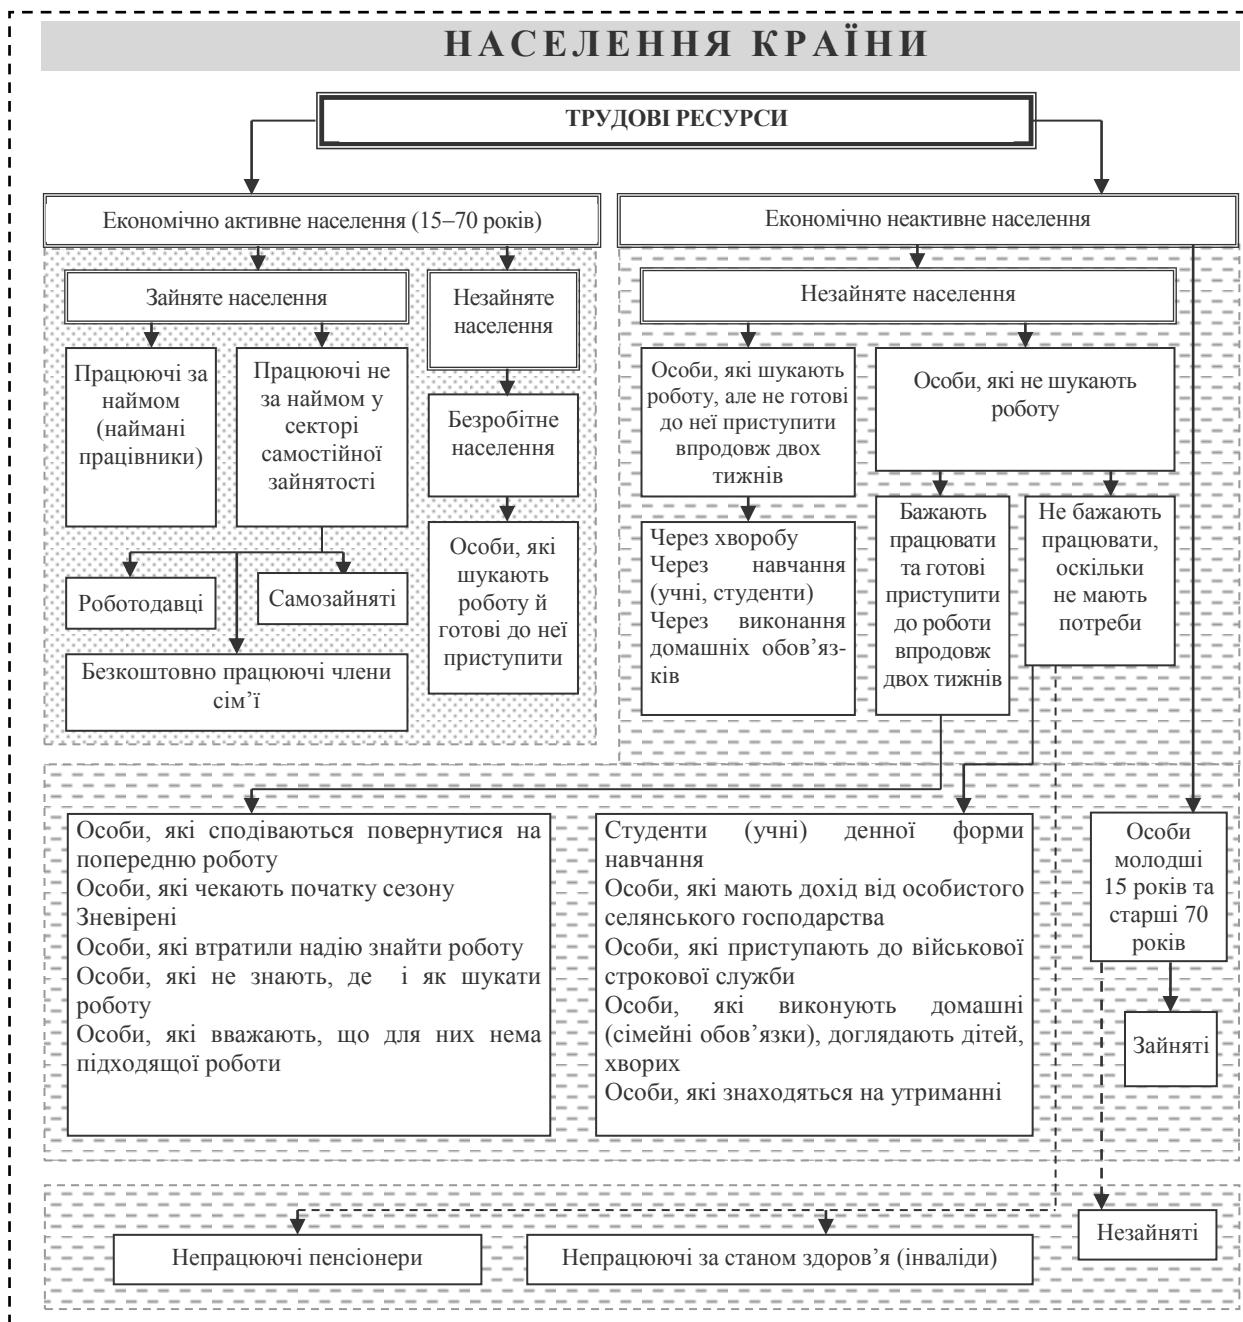 НАСЕЛЕННЯ КРАЇНИ
ТРУДОВІ РЕСУРСИ
Економічно активне населення (15–70 років)
Економічно неактивне населення
Зайняте населення
Незайняте
населення
Незайняте населення
Працюючі за
наймом
(наймані
працівники)
Працюючі не
за наймом у
секторі
самостійної
зайнятості
Безробітне
населення
Особи, які шукають
роботу, але не готові
до неї приступити
впродовж двох
тижнів
Особи, які не шукають
роботу
Роботодавці
Самозайняті
Безкоштовно працюючі члени
сім’ї
Особи, які
шукають
роботу й
готові до неї
приступити
Через хворобу
Через навчання
(учні, студенти)
Через виконання
домашніх обов’яз-
ків
Бажають
працювати
та готові
приступити
до роботи
впродовж
двох тижнів
Не бажають
працювати,
оскільки
не мають
потреби
Особи, які сподіваються повернутися на
попередню роботу
Особи, які чекають початку сезону
Зневірені
Особи, які втратили надію знайти роботу
Особи, які не знають, де і як шукати
роботу
Особи, які вважають, що для них нема
підходящої роботи
Студенти (учні) денної форми
навчання
Особи, які мають дохід від особистого
селянського господарства
Особи, які приступають до військової
строкової служби
Особи, які виконують домашні
(сімейні обов’язки), доглядають дітей,
хворих
Особи, які знаходяться на утриманні
Особи
молодші
15 років та
старші 70
років
Зайняті
Незайняті
Непрацюючі пенсіонери
Непрацюючі за станом здоров’я (інваліди)